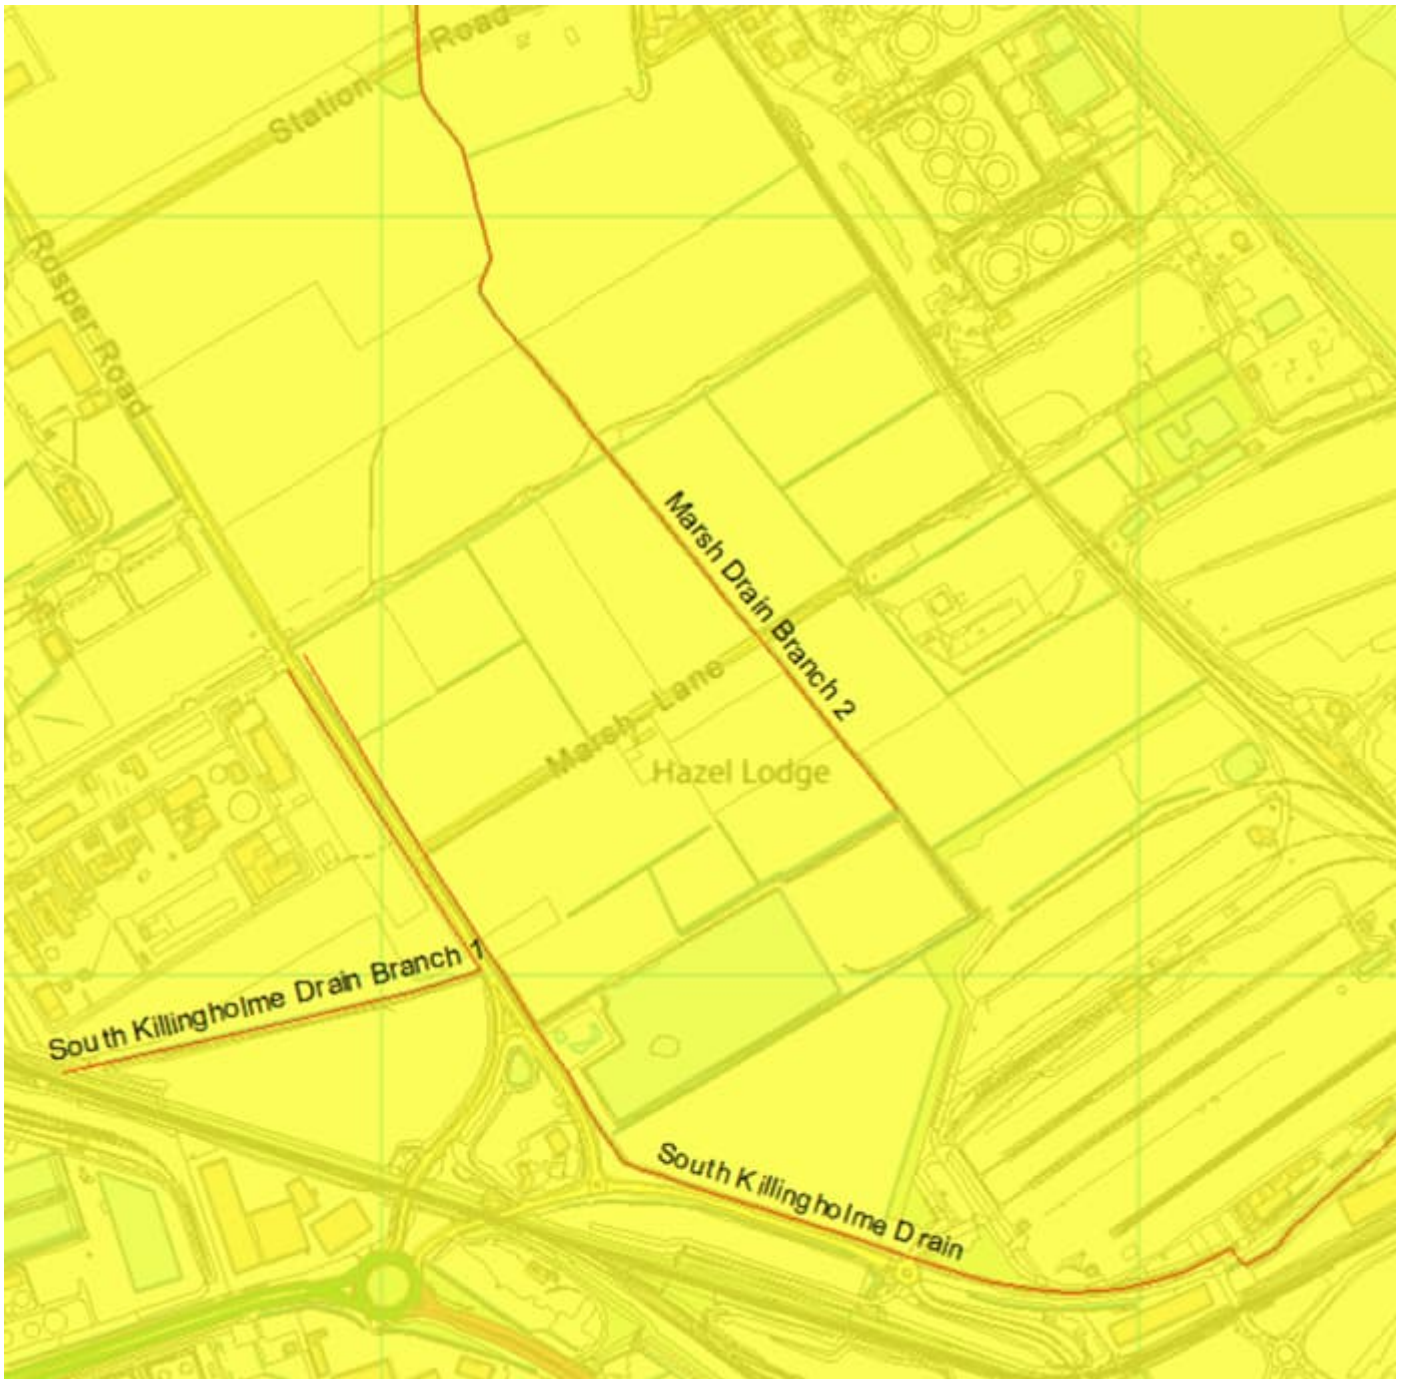 Station Road
Rosper Road
Marsh Drain Branch 2
Marsh Lane
Hazel Lodge
South Killingholme Drain Branch 1
South Killingholme Drain